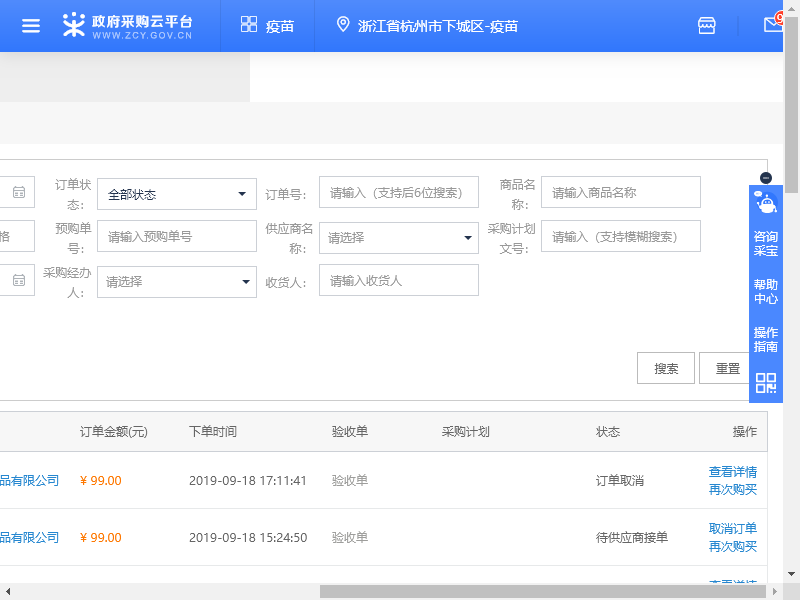 政府采购云平台
WWW.ZCY.GOV.CN
疫苗
浙江省杭州市下城区-疫苗
订单状态：
全部状态
订单号：
请输入（支持后6位搜索）
商品名称：
请输入商品名称
格
预购单号：
请输入预购单号
供应商名称：
请选择
采购计划文号：
请输入（支持模糊搜索）
采购经办人：
请选择
收货人：
请输入收货人
咨询
采宝
帮助
中心
操作
指南
搜索
重置
订单金额(元)
下单时间
验收单
采购计划
状态
操作
品有限公司
¥ 99.00
2019-09-18 17:11:41
验收单
订单取消
查看详情
再次购买
品有限公司
¥ 99.00
2019-09-18 15:24:50
验收单
待供应商接单
取消订单
再次购买
查看详情